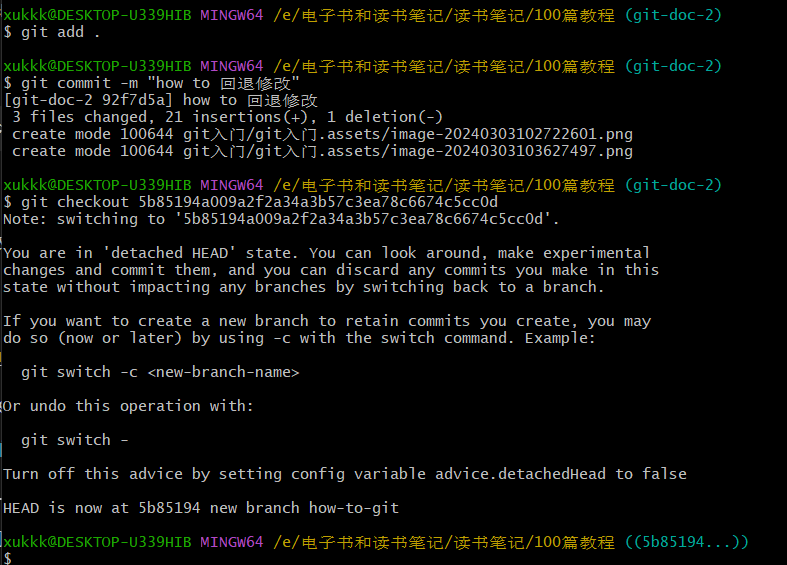 xukkk@DESKTOP-U339HIB MINGW64 /e/电子书和读书笔记/读书笔记/100篇教程 (git-doc-2)
$ git add .
xukkk@DESKTOP-U339HIB MINGW64 /e/电子书和读书笔记/读书笔记/100篇教程 (git-doc-2)
$ git commit -m "how to 回退修改"
[git-doc-2 92f7d5a] how to 回退修改
 3 files changed, 21 insertions(+), 1 deletion(-)
 create mode 100644 git入门/git入门.assets/image-20240303102722601.png
 create mode 100644 git入门/git入门.assets/image-20240303103627497.png
xukkk@DESKTOP-U339HIB MINGW64 /e/电子书和读书笔记/读书笔记/100篇教程 (git-doc-2)
$ git checkout 5b85194a009a2f2a34a3b57c3ea78c6674c5cc0d
Note: switching to '5b85194a009a2f2a34a3b57c3ea78c6674c5cc0d'.
You are in 'detached HEAD' state. You can look around, make experimental
changes and commit them, and you can discard any commits you make in this
state without impacting any branches by switching back to a branch.
If you want to create a new branch to retain commits you create, you may
do so (now or later) by using -c with the switch command. Example:
  git switch -c <new-branch-name>
Or undo this operation with:
  git switch -
Turn off this advice by setting config variable advice.detachedHead to false
HEAD is now at 5b85194 new branch how-to-git
xukkk@DESKTOP-U339HIB MINGW64 /e/电子书和读书笔记/读书笔记/100篇教程 ((5b85194...))
$